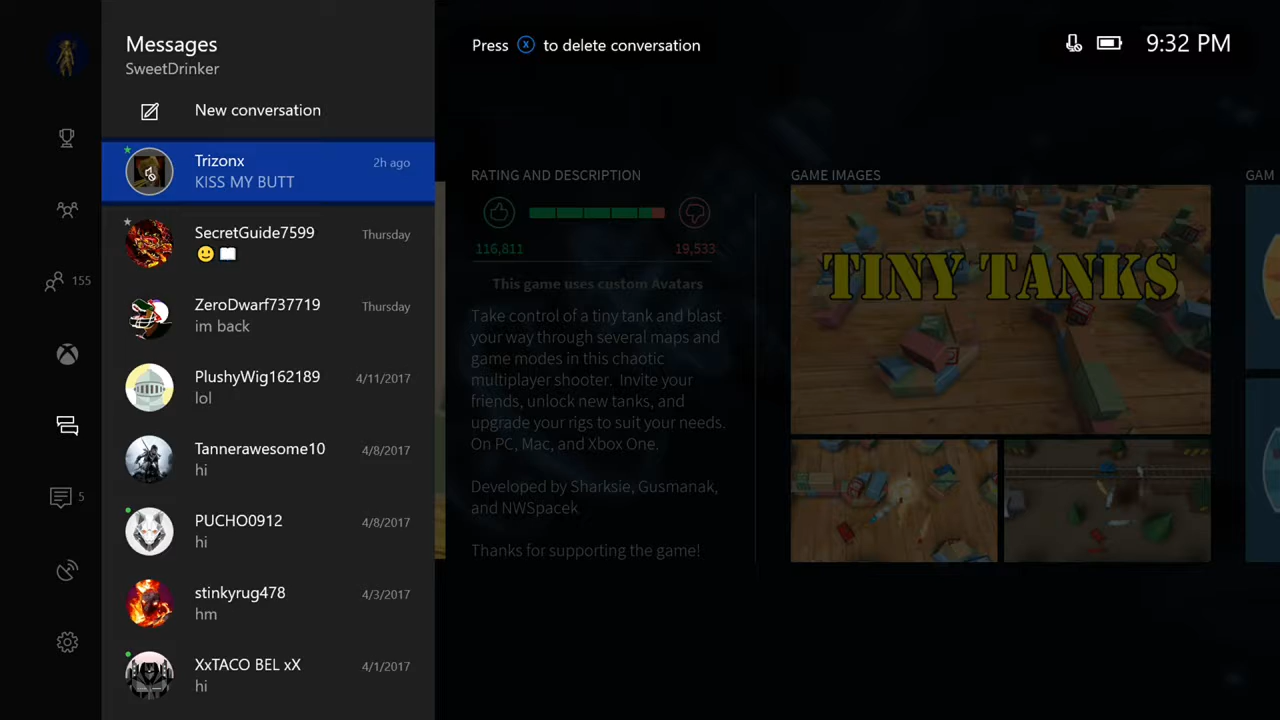 Messages
SweetDrinker
New conversation
Trizonx 2h ago
KISS MY BUTT
SecretGuide7599 Thursday
ZeroDwarf737719 Thursday
im back
PlushyWig162189 4/11/2017
lol
Tannerawesome10 4/8/2017
hi
PUCHO0912 4/8/2017
hi
stinkyrug478 4/3/2017
hm
XxTACO BEL xX 4/1/2017
hi
155
5
Press X to delete conversation
9:32 PM
RATING AND DESCRIPTION
116,811 19,533
This game uses custom Avatars
Take control of a tiny tank and blast
your way through several maps and
game modes in this chaotic
multiplayer shooter. Invite your
friends, unlock new tanks, and
upgrade your rigs to suit your needs.
On PC, Mac, and Xbox One.
Developed by Sharksie, Gusmanak,
and NWSpacek
Thanks for supporting the game!
GAME IMAGES
TINY TANKS
GAM